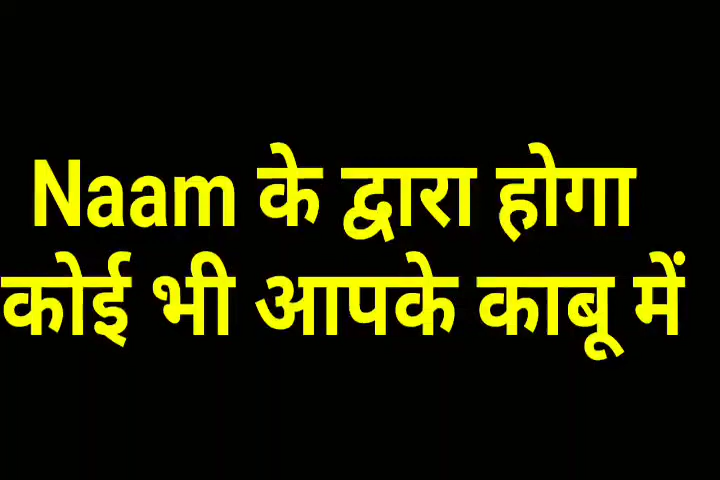 Naam के द्वारा होगा
कोई भी आपके काबू में